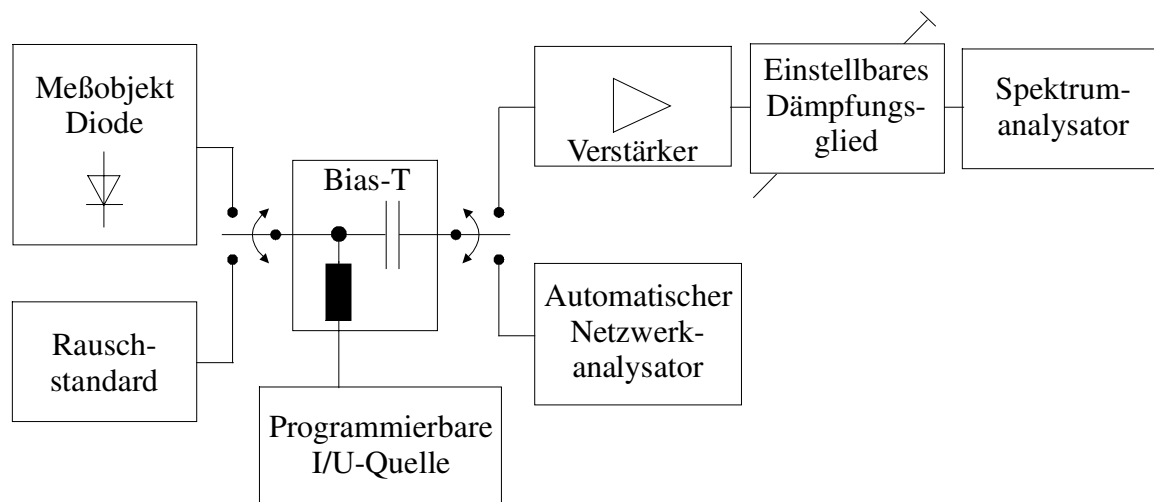 Meßobjekt
Diode
Bias-T
Verstärker
Einstellbares
Dämpfungs-
glied
Spektrum-
analysator
Rausch-
standard
Automatischer
Netzwerk-
analysator
Programmierbare
I/U-Quelle